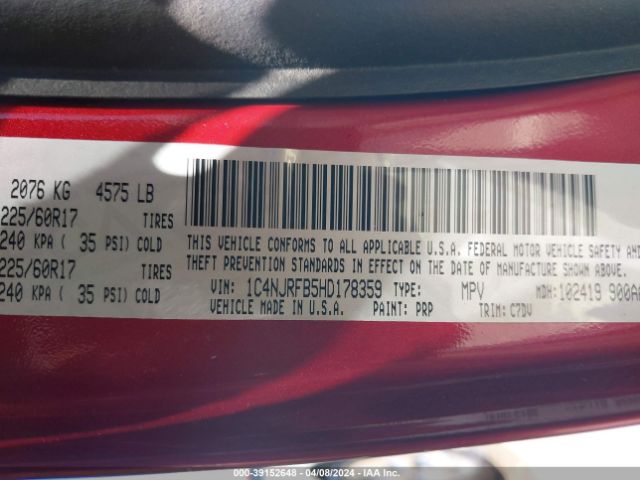 2076 KG 4575 LB
225/60R17 TIRES
240 KPA ( 35 PSI) COLD
225/60R17 TIRES
240 KPA ( 35 PSI) COLD
THIS VEHICLE CONFORMS TO ALL APPLICABLE U.S.A. FEDERAL MOTOR VEHICLE SAFETY AND
THEFT PREVENTION STANDARDS IN EFFECT ON THE DATE OF MANUFACTURE SHOWN ABOVE.
VIN: 1C4NJRFB5HD178359 TYPE: MPV MDH: 102419 900AA
VEHICLE MADE IN U.S.A. PAINT: PRP TRIM: C7DV
000-39152648 - 04/08/2024 - IAA Inc.